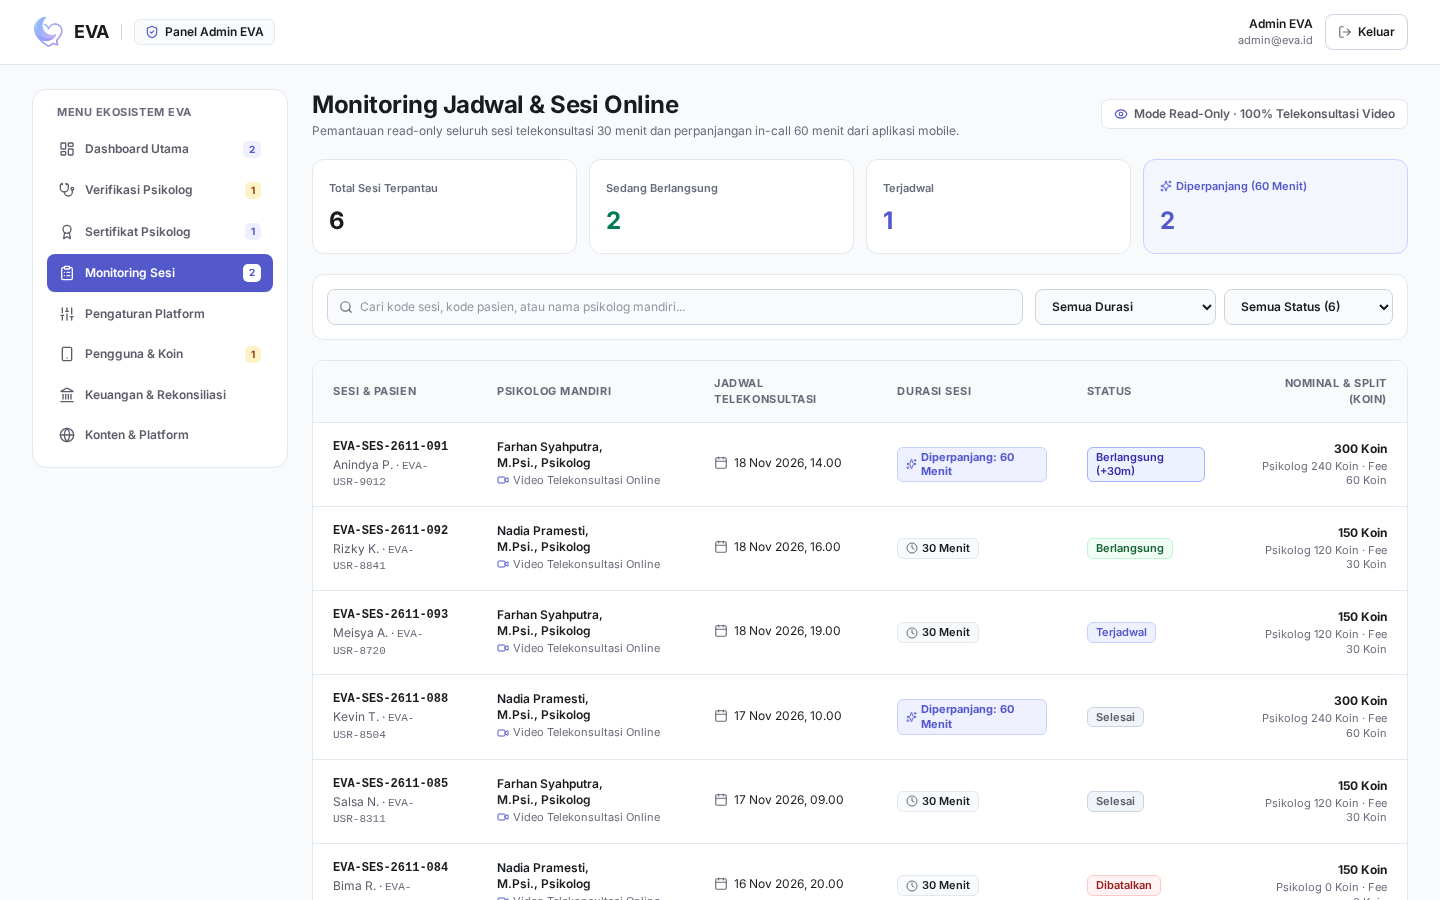 EVA
Panel Admin EVA
Admin EVA
admin@eva.id
Keluar
MENU EKOSISTEM EVA
Dashboard Utama 2
Verifikasi Psikolog 1
Sertifikat Psikolog 1
Monitoring Sesi 2
Pengaturan Platform
Pengguna & Koin 1
Keuangan & Rekonsiliasi
Konten & Platform
Monitoring Jadwal & Sesi Online
Pemantauan read-only seluruh sesi telekonsultasi 30 menit dan perpanjangan in-call 60 menit dari aplikasi mobile.
Mode Read-Only · 100% Telekonsultasi Video
Total Sesi Terpantau
6
Sedang Berlangsung
2
Terjadwal
1
Diperpanjang (60 Menit)
2
Cari kode sesi, kode pasien, atau nama psikolog mandiri...
Semua Durasi
Semua Status (6)
SESI & PASIEN
PSIKOLOG MANDIRI
JADWAL
TELEKONSULTASI
DURASI SESI
STATUS
NOMINAL & SPLIT
(KOIN)
EVA-SES-2611-091
Anindya P. · EVA-
USR-9012
Farhan Syahputra,
M.Psi., Psikolog
Video Telekonsultasi Online
18 Nov 2026, 14.00
Diperpanjang: 60
Menit
Berlangsung
(+30m)
300 Koin
Psikolog 240 Koin · Fee
60 Koin
EVA-SES-2611-092
Rizky K. · EVA-
USR-8841
Nadia Pramesti,
M.Psi., Psikolog
Video Telekonsultasi Online
18 Nov 2026, 16.00
30 Menit
Berlangsung
150 Koin
Psikolog 120 Koin · Fee
30 Koin
EVA-SES-2611-093
Meisya A. · EVA-
USR-8720
Farhan Syahputra,
M.Psi., Psikolog
Video Telekonsultasi Online
18 Nov 2026, 19.00
30 Menit
Terjadwal
150 Koin
Psikolog 120 Koin · Fee
30 Koin
EVA-SES-2611-088
Kevin T. · EVA-
USR-8504
Nadia Pramesti,
M.Psi., Psikolog
Video Telekonsultasi Online
17 Nov 2026, 10.00
Diperpanjang: 60
Menit
Selesai
300 Koin
Psikolog 240 Koin · Fee
60 Koin
EVA-SES-2611-085
Salsa N. · EVA-
USR-8311
Farhan Syahputra,
M.Psi., Psikolog
Video Telekonsultasi Online
17 Nov 2026, 09.00
30 Menit
Selesai
150 Koin
Psikolog 120 Koin · Fee
30 Koin
EVA-SES-2611-084
Bima R. · EVA-
Nadia Pramesti,
M.Psi., Psikolog
Video Telekonsultasi Online
16 Nov 2026, 20.00
30 Menit
Dibatalkan
150 Koin
Psikolog 0 Koin · Fee